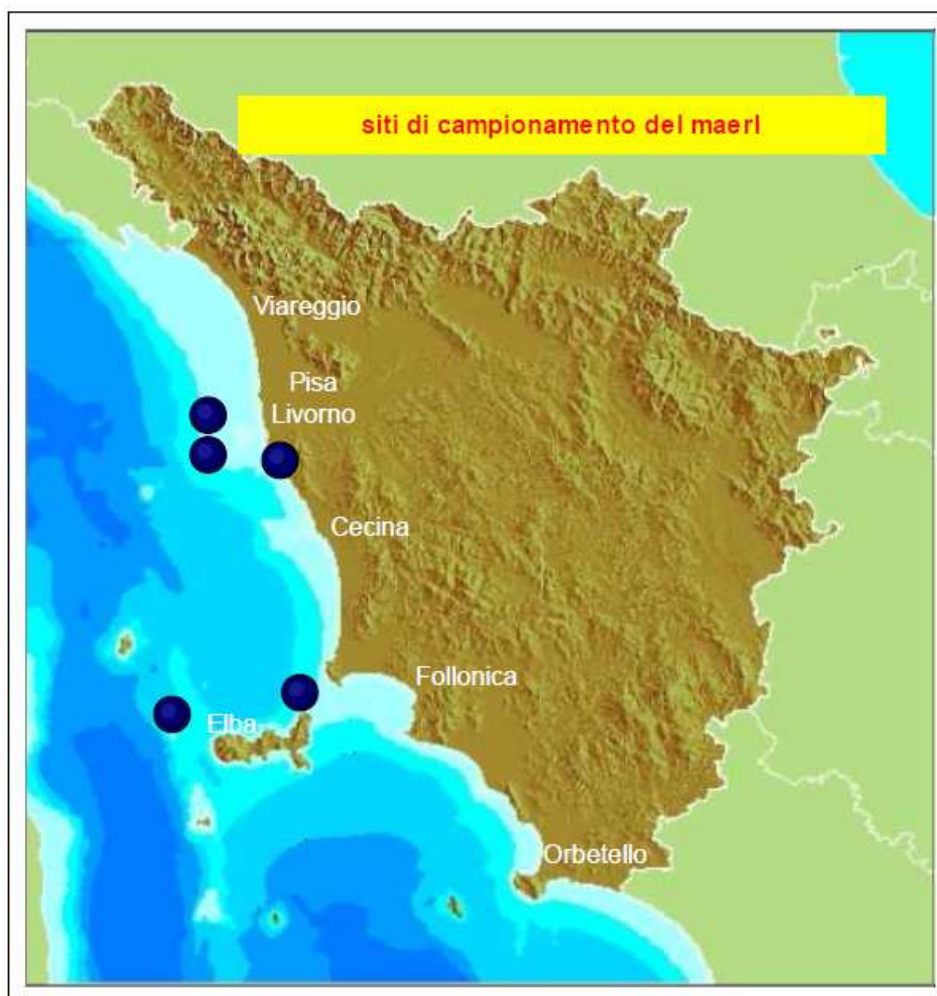 siti di campionamento del maerl
Viareggio
Pisa
Livorno
Cecina
Follonica
Elba
Orbetello